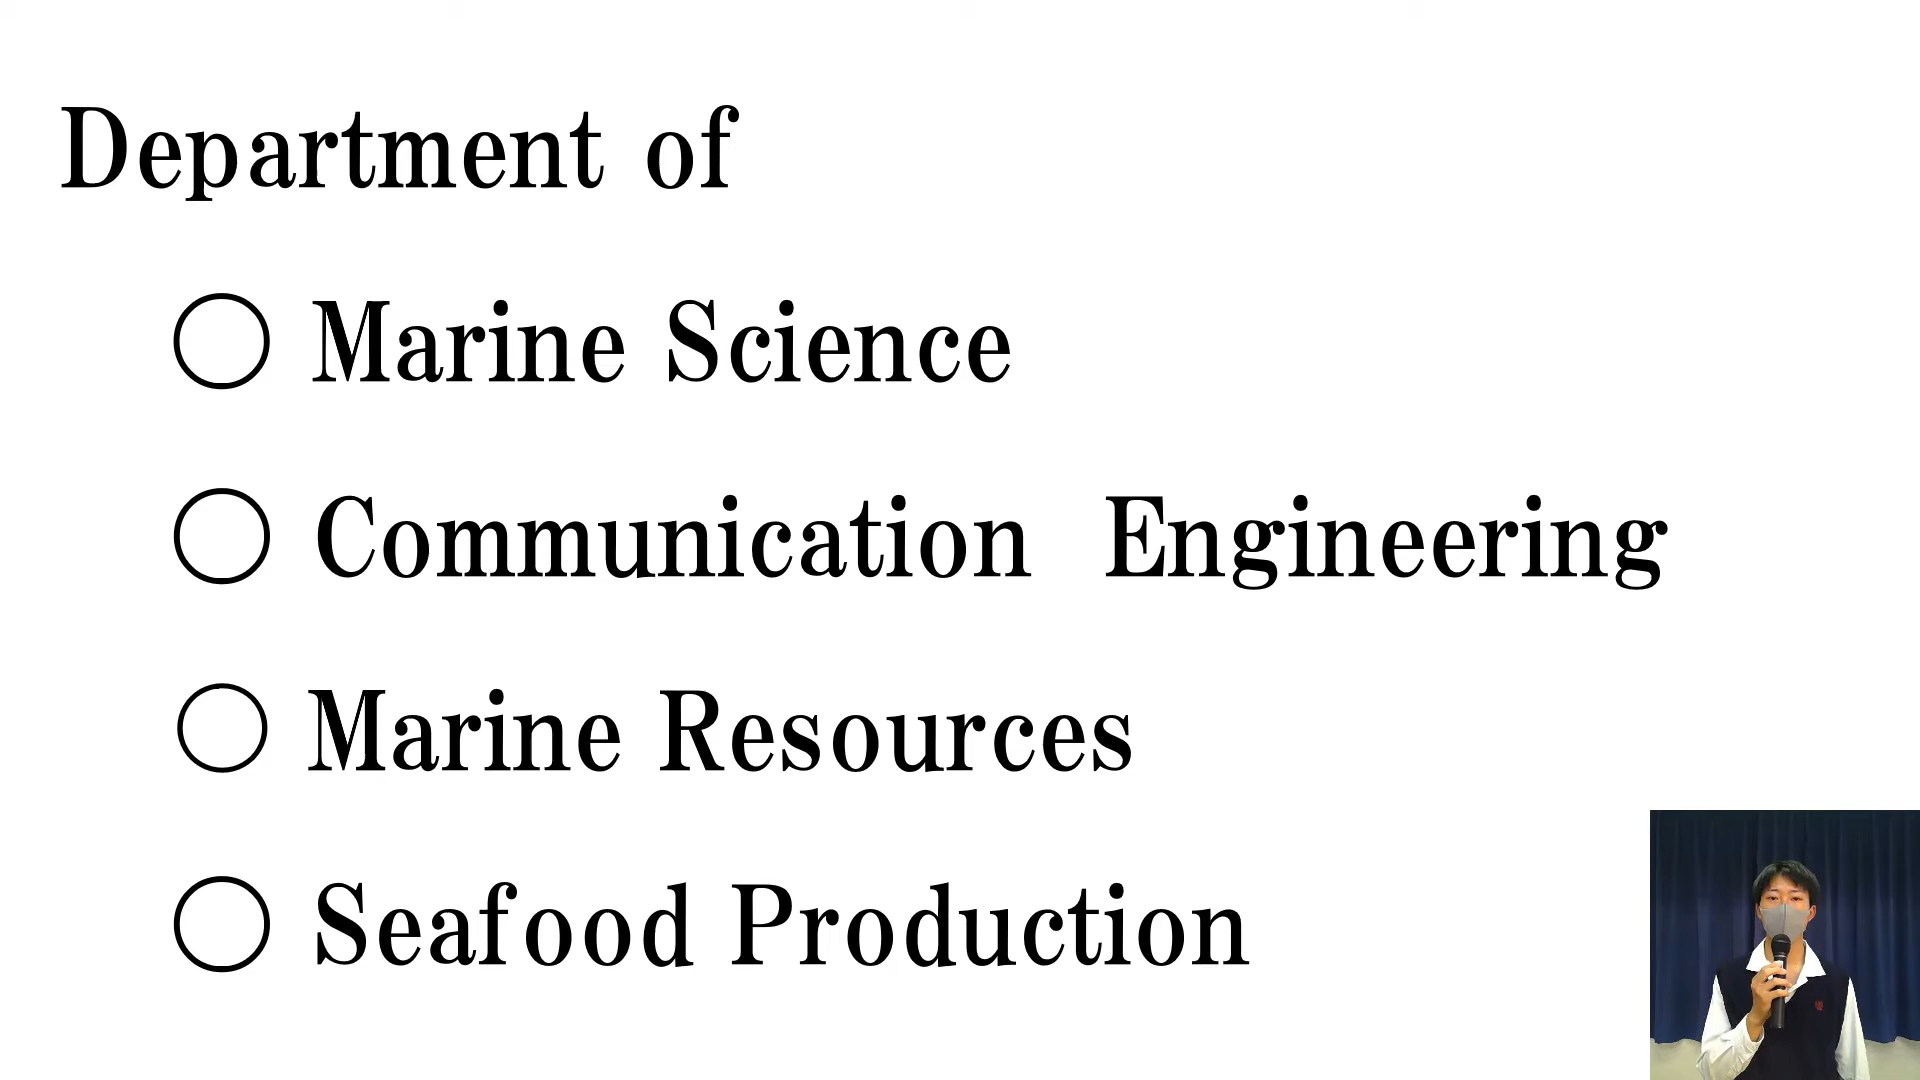 Department of
○ Marine Science
○ Communication Engineering
○ Marine Resources
○ Seafood Production